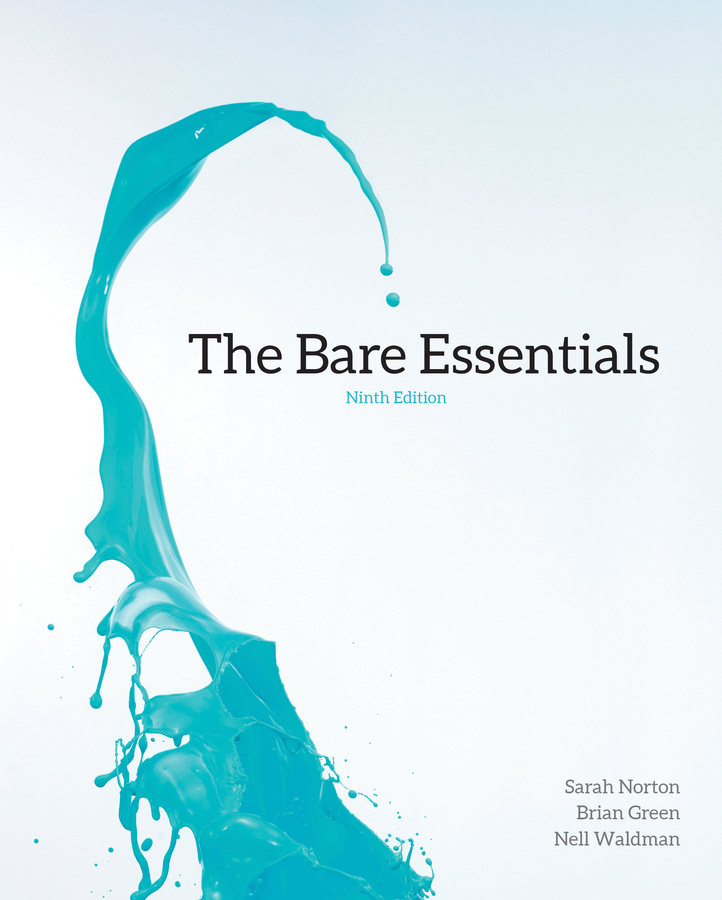 The Bare Essentials
Ninth Edition
Sarah Norton
Brian Green
Nell Waldman